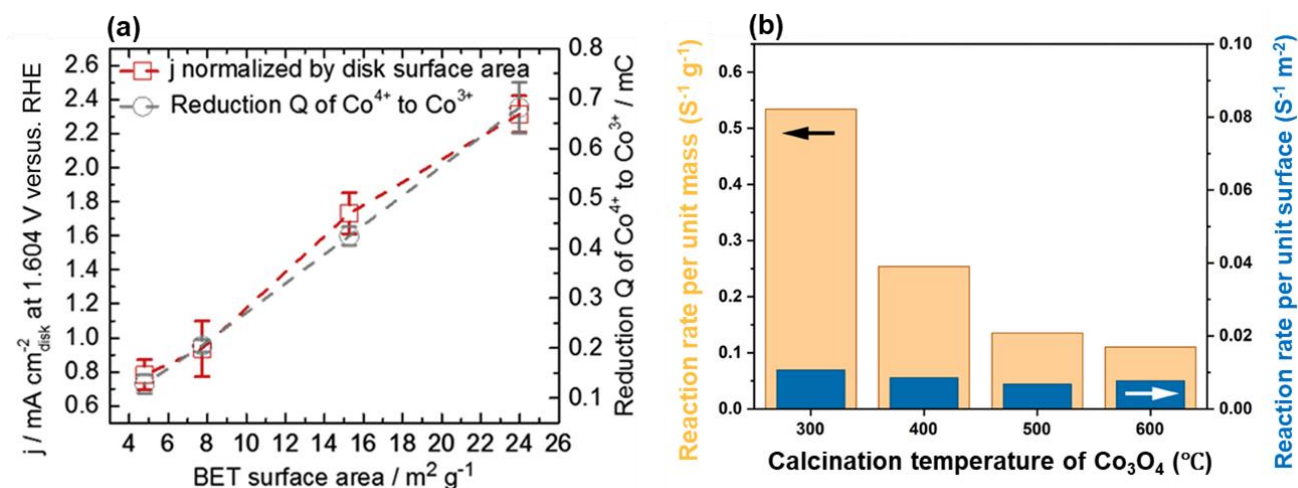 (a)
j normalized by disk surface area
Reduction Q of Co⁴⁺ to Co³⁺
j / mA cm⁻²disk at 1.604 V versus. RHE
2.6
2.4
2.2
2.0
1.8
1.6
1.4
1.2
1.0
0.8
0.6
0.8
0.7
0.6
0.5
0.4
0.3
0.2
0.1
Reduction Q of Co⁴⁺ to Co³⁺ / mC
4 6 8 10 12 14 16 18 20 22 24 26
BET surface area / m² g⁻¹
(b)
Reaction rate per unit mass (S⁻¹ g⁻¹)
0.6
0.5
0.4
0.3
0.2
0.1
0.0
0.10
0.08
0.06
0.04
0.02
0.00
Reaction rate per unit surface (S⁻¹ m⁻²)
300 400 500 600
Calcination temperature of Co₃O₄ (℃)